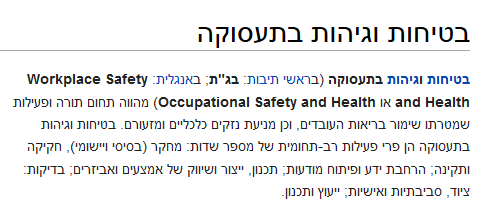 בטיחות וגיהות בתעסוקה
בטיחות וגיהות בתעסוקה (בראשי תיבות: בג"ת; באנגלית: Workplace Safety
and Health או Occupational Safety and Health) מהווה תחום תורה ופעילות
שמטרתו שימור בריאות העובדים, וכן מניעת נזקים כלכליים ומזעורם. בטיחות וגיהות
בתעסוקה הן פרי פעילות רב-תחומית של מספר שדות: מחקר (בסיסי ויישומי), חקיקה
ותקינה; הרחבת ידע ופיתוח מודעות; תכנון, ייצור ושיווק של אמצעים ואביזרים; בדיקות:
ציוד, סביבתיות ואישיות; ייעוץ ותכנון.